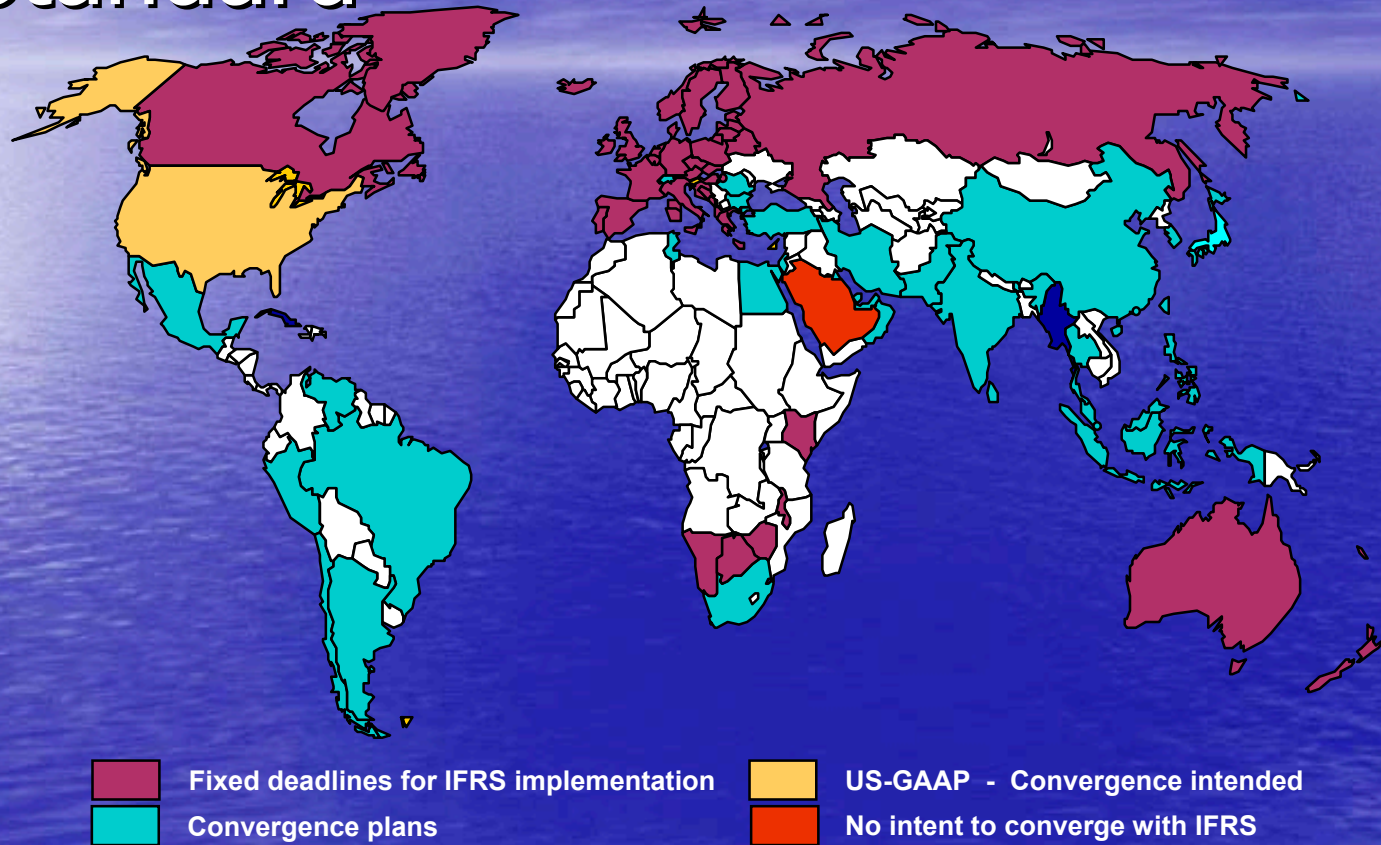 Fixed deadlines for IFRS implementation
US-GAAP - Convergence intended
Convergence plans
No intent to converge with IFRS